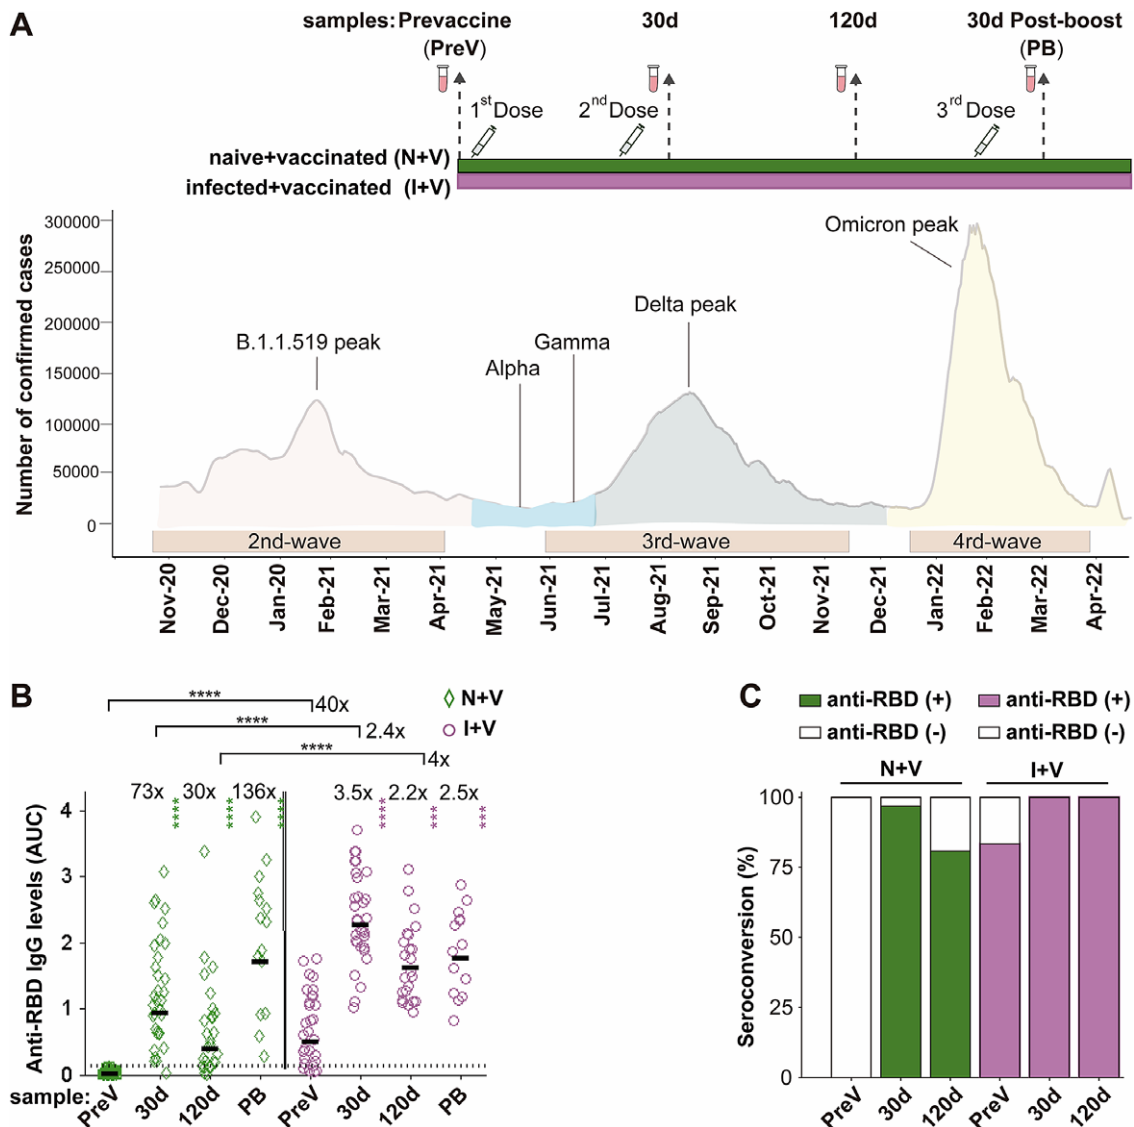 A
samples: Prevaccine (PreV)
30d
120d
30d Post-boost (PB)
1st Dose
2nd Dose
3rd Dose
naive+vaccinated (N+V)
infected+vaccinated (I+V)
Number of confirmed cases
300000
250000
200000
150000
100000
50000
0
B.1.1.519 peak
Alpha
Gamma
Delta peak
Omicron peak
2nd-wave
3rd-wave
4rd-wave
Nov-20
Dec-20
Jan-20
Feb-21
Mar-21
Apr-21
May-21
Jun-21
Jul-21
Aug-21
Sep-21
Oct-21
Nov-21
Dec-21
Jan-22
Feb-22
Mar-22
Apr-22
B
**** 40x
**** 2.4x
**** 4x
N+V
I+V
73x **** 30x **** 136x **** 3.5x **** 2.2x **** 2.5x ****
Anti-RBD IgG levels (AUC)
4
3
2
1
0
sample: PreV 30d 120d PB PreV 30d 120d PB
C
anti-RBD (+) anti-RBD (+)
anti-RBD (-) anti-RBD (-)
N+V I+V
Seroconversion (%)
100
75
50
25
0
PreV 30d 120d PreV 30d 120d